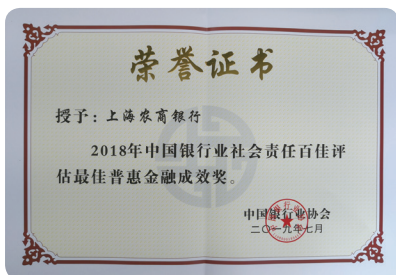 荣誉证书
授予：上海农商银行
2018年中国银行业社会责任百佳评
估最佳普惠金融成效奖。
中国银行业协会
二〇一九年七月